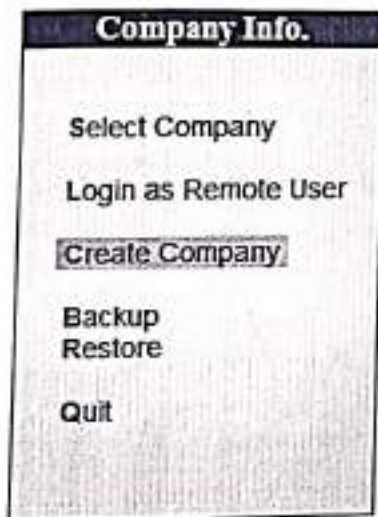 Company Info.
Select Company
Login as Remote User
Create Company
Backup
Restore
Quit